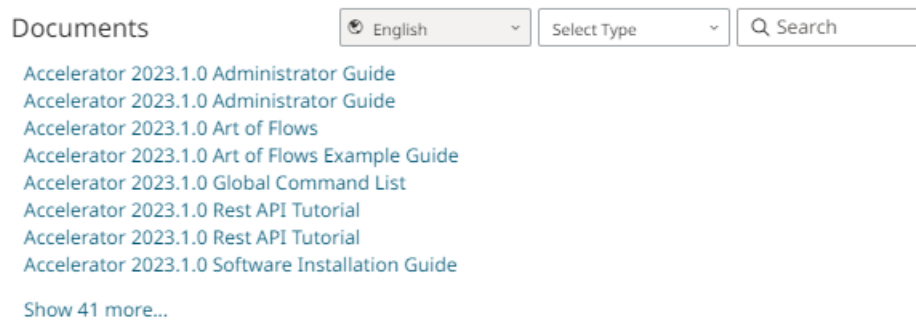 Documents English Select Type Search
Accelerator 2023.1.0 Administrator Guide
Accelerator 2023.1.0 Administrator Guide
Accelerator 2023.1.0 Art of Flows
Accelerator 2023.1.0 Art of Flows Example Guide
Accelerator 2023.1.0 Global Command List
Accelerator 2023.1.0 Rest API Tutorial
Accelerator 2023.1.0 Rest API Tutorial
Accelerator 2023.1.0 Software Installation Guide
Show 41 more...